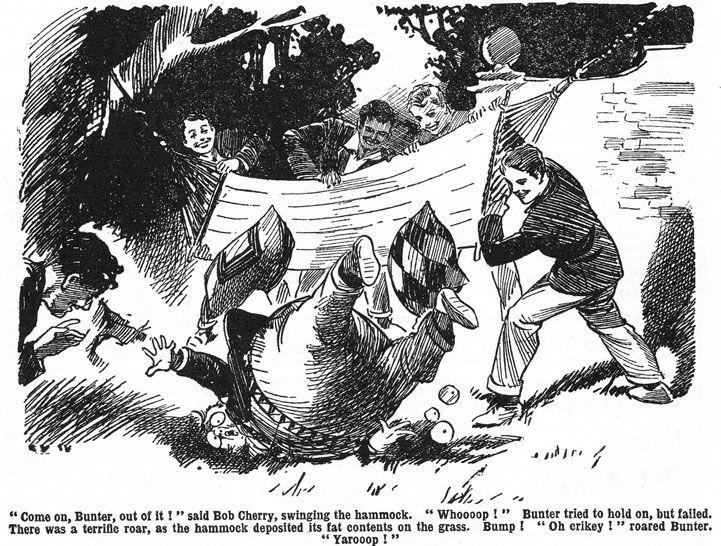 "Come on, Bunter, out of it!" said Bob Cherry, swinging the hammock. "Whoooop!" Bunter tried to hold on, but failed.
There was a terrific roar, as the hammock deposited its fat contents on the grass. Bump! "Oh crikey!" roared Bunter.
"Yarooop!"